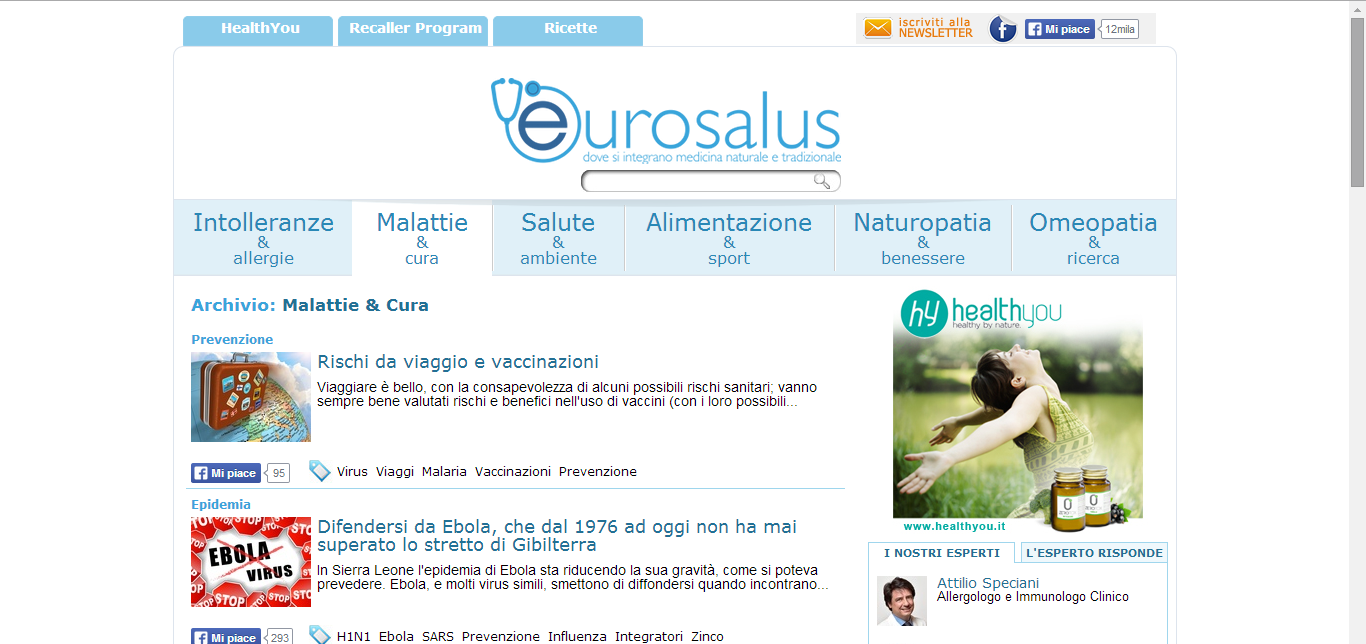 HealthYou
Recaller Program
Ricette
iscriviti alla
NEWSLETTER
Mi piace
12mila
eurosalus
dove si integrano medicina naturale e tradizionale
Intolleranze
&
allergie
Malattie
&
cura
Salute
&
ambiente
Alimentazione
&
sport
Naturopatia
&
benessere
Omeopatia
&
ricerca
Archivio: Malattie & Cura
Prevenzione
Rischi da viaggio e vaccinazioni
Viaggiare è bello, con la consapevolezza di alcuni possibili rischi sanitari; vanno
sempre bene valutati rischi e benefici nell'uso di vaccini (con i loro possibili...
Mi piace
95
Virus Viaggi Malaria Vaccinazioni Prevenzione
Epidemia
STOP
EBOLA
VIRUS
Difendersi da Ebola, che dal 1976 ad oggi non ha mai
superato lo stretto di Gibilterra
In Sierra Leone l'epidemia di Ebola sta riducendo la sua gravità, come si poteva
prevedere. Ebola, e molti virus simili, smettono di diffondersi quando incontrano...
Mi piace
293
H1N1 Ebola SARS Prevenzione Influenza Integratori Zinco
hy healthyou
healthy by nature.
www.healthyou.it
I NOSTRI ESPERTI
L'ESPERTO RISPONDE
Attilio Speciani
Allergologo e Immunologo Clinico